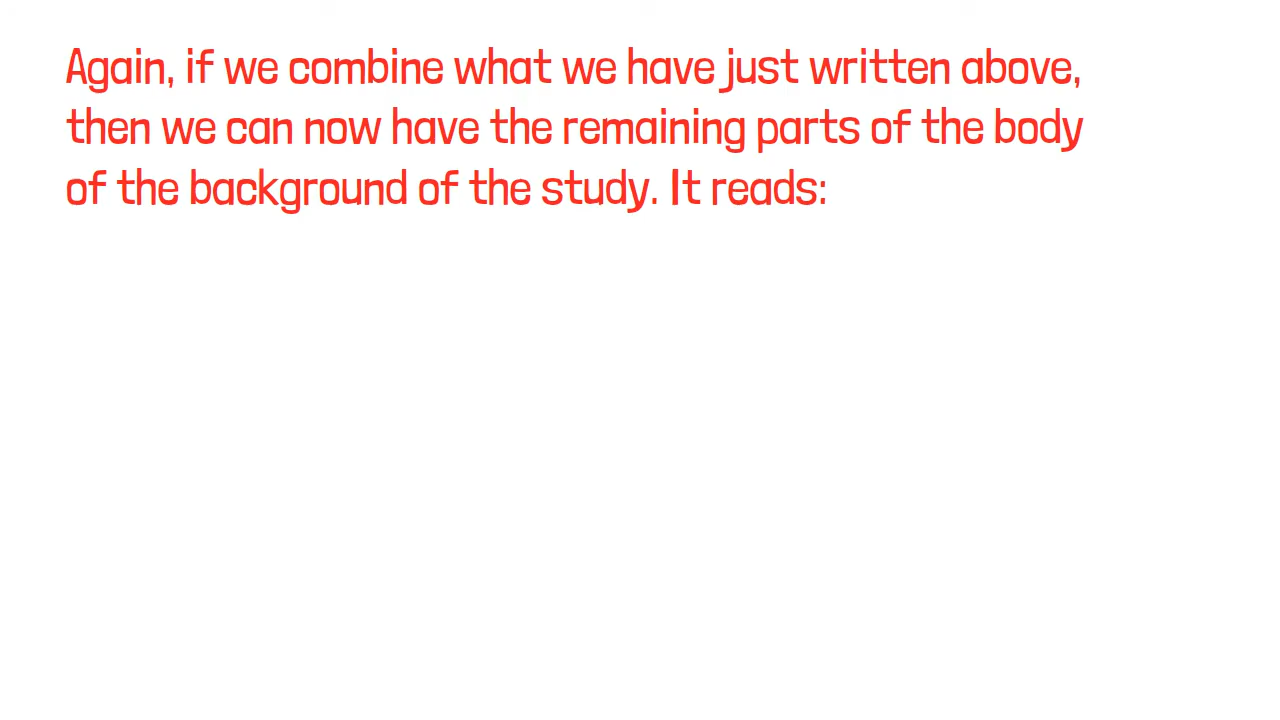 Again, if we combine what we have just written above,
then we can now have the remaining parts of the body
of the background of the study. It reads: